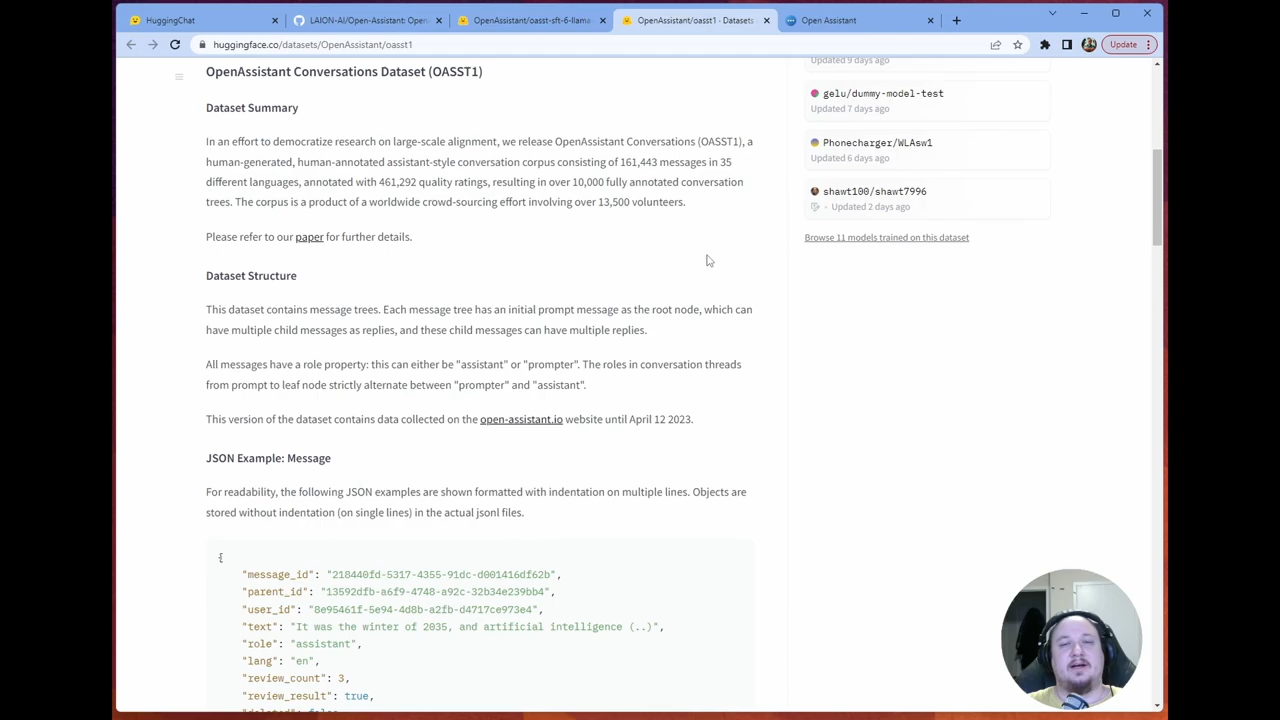 HuggingChat
LAION-AI/Open-Assistant: OpenA
OpenAssistant/oasst-sft-6-llama
OpenAssistant/oasst1 · Datasets
Open Assistant
huggingface.co/datasets/OpenAssistant/oasst1
Update
OpenAssistant Conversations Dataset (OASST1)
Dataset Summary
In an effort to democratize research on large-scale alignment, we release OpenAssistant Conversations (OASST1), a
human-generated, human-annotated assistant-style conversation corpus consisting of 161,443 messages in 35
different languages, annotated with 461,292 quality ratings, resulting in over 10,000 fully annotated conversation
trees. The corpus is a product of a worldwide crowd-sourcing effort involving over 13,500 volunteers.
Please refer to our paper for further details.
Dataset Structure
This dataset contains message trees. Each message tree has an initial prompt message as the root node, which can
have multiple child messages as replies, and these child messages can have multiple replies.
All messages have a role property: this can either be "assistant" or "prompter". The roles in conversation threads
from prompt to leaf node strictly alternate between "prompter" and "assistant".
This version of the dataset contains data collected on the open-assistant.io website until April 12 2023.
JSON Example: Message
For readability, the following JSON examples are shown formatted with indentation on multiple lines. Objects are
stored without indentation (on single lines) in the actual jsonl files.
{
"message_id": "218440fd-5317-4355-91dc-d001416df62b",
"parent_id": "13592dfb-a6f9-4748-a92c-32b34e239bb4",
"user_id": "8e95461f-5e94-4d8b-a2fb-d4717ce973e4",
"text": "It was the winter of 2035, and artificial intelligence (..)",
"role": "assistant",
"lang": "en",
"review_count": 3,
"review_result": true,
"deleted": false,
Updated 9 days ago
gelu/dummy-model-test
Updated 7 days ago
Phonecharger/WLAsw1
Updated 6 days ago
shawt100/shawt7996
· Updated 2 days ago
Browse 11 models trained on this dataset